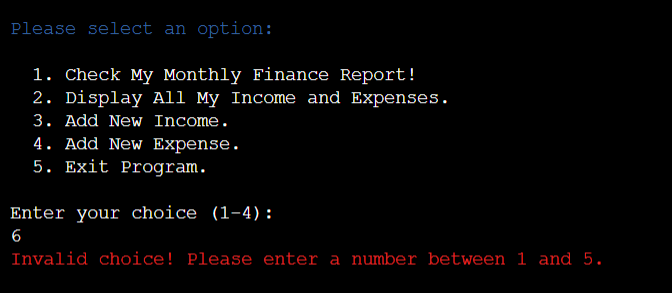 Please select an option:
1. Check My Monthly Finance Report!
2. Display All My Income and Expenses.
3. Add New Income.
4. Add New Expense.
5. Exit Program.
Enter your choice (1-4):
6
Invalid choice! Please enter a number between 1 and 5.